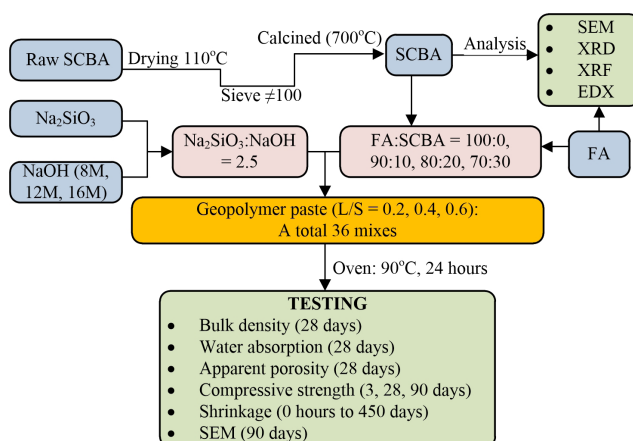 Raw SCBA
Drying 110°C
Sieve ≠100
Calcined (700°C)
SCBA
Analysis
• SEM
• XRD
• XRF
• EDX
Na₂SiO₃
NaOH (8M,
12M, 16M)
Na₂SiO₃:NaOH
= 2.5
FA:SCBA = 100:0,
90:10, 80:20, 70:30
FA
Geopolymer paste (L/S = 0.2, 0.4, 0.6):
A total 36 mixes
Oven: 90°C, 24 hours
TESTING
• Bulk density (28 days)
• Water absorption (28 days)
• Apparent porosity (28 days)
• Compressive strength (3, 28, 90 days)
• Shrinkage (0 hours to 450 days)
• SEM (90 days)